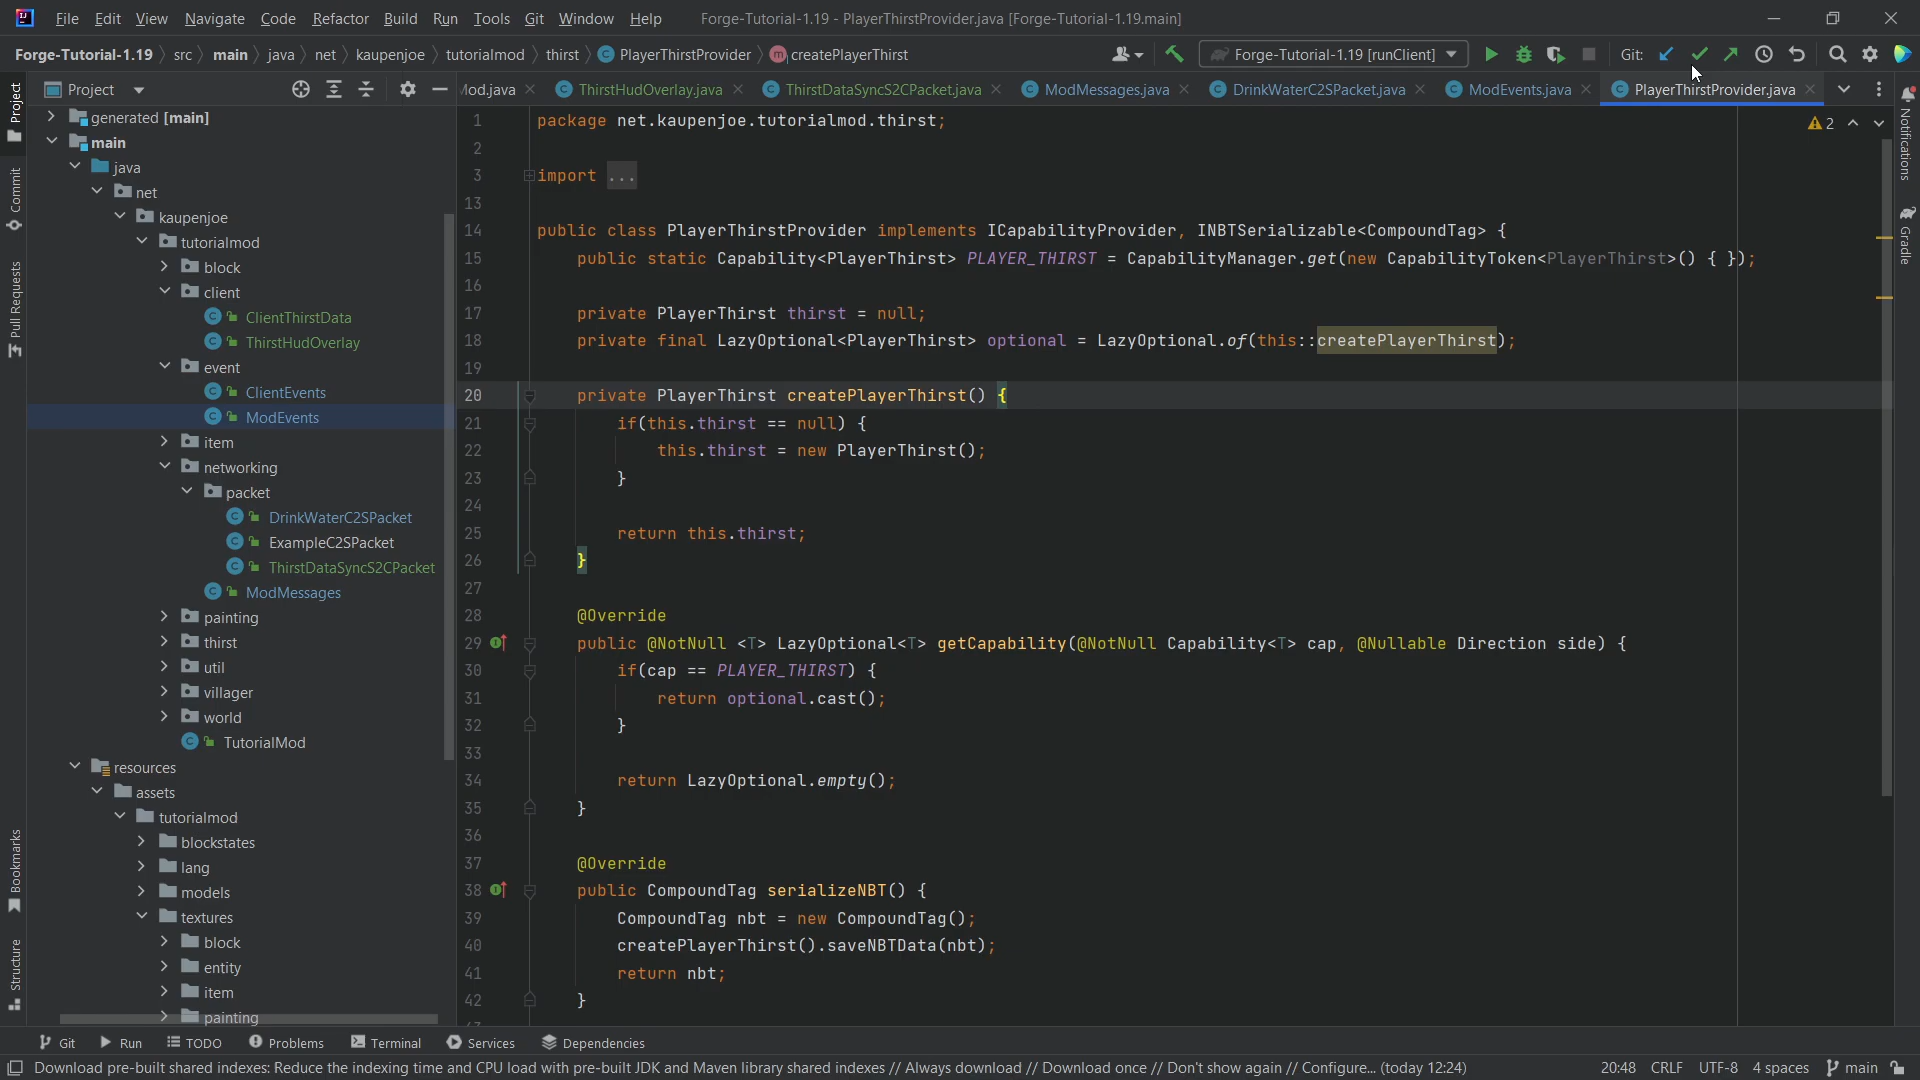 File Edit View Navigate Code Refactor Build Run Tools Git Window Help Forge-Tutorial-1.19 - PlayerThirstProvider.java [Forge-Tutorial-1.19.main]
Forge-Tutorial-1.19 src main java net kaupenjoe tutorialmod thirst PlayerThirstProvider createPlayerThirst Forge-Tutorial-1.19 [runClient] Git:
Project
Mod.java ThirstHudOverlay.java ThirstDataSyncS2CPacket.java ModMessages.java DrinkWaterC2SPacket.java ModEvents.java PlayerThirstProvider.java
Project
Commit
Pull Requests
Bookmarks
Structure
generated [main]
main
java
net
kaupenjoe
tutorialmod
block
client
ClientThirstData
ThirstHudOverlay
event
ClientEvents
ModEvents
item
networking
packet
DrinkWaterC2SPacket
ExampleC2SPacket
ThirstDataSyncS2CPacket
ModMessages
painting
thirst
util
villager
world
TutorialMod
resources
assets
tutorialmod
blockstates
lang
models
textures
block
entity
item
painting
1 package net.kaupenjoe.tutorialmod.thirst;
2
3 import ...
13
14 public class PlayerThirstProvider implements ICapabilityProvider, INBTSerializable<CompoundTag> {
15 public static Capability<PlayerThirst> PLAYER_THIRST = CapabilityManager.get(new CapabilityToken<PlayerThirst>() { });
16
17 private PlayerThirst thirst = null;
18 private final LazyOptional<PlayerThirst> optional = LazyOptional.of(this::createPlayerThirst);
19
20 private PlayerThirst createPlayerThirst() {
21 if(this.thirst == null) {
22 this.thirst = new PlayerThirst();
23 }
24
25 return this.thirst;
26 }
27
28 @Override
29 public @NotNull <T> LazyOptional<T> getCapability(@NotNull Capability<T> cap, @Nullable Direction side) {
30 if(cap == PLAYER_THIRST) {
31 return optional.cast();
32 }
33
34 return LazyOptional.empty();
35 }
36
37 @Override
38 public CompoundTag serializeNBT() {
39 CompoundTag nbt = new CompoundTag();
40 createPlayerThirst().saveNBTData(nbt);
41 return nbt;
42 }
2
Notifications
Gradle
Git Run TODO Problems Terminal Services Dependencies
Download pre-built shared indexes: Reduce the indexing time and CPU load with pre-built JDK and Maven library shared indexes // Always download // Download once // Don't show again // Configure... (today 12:24) 20:48 CRLF UTF-8 4 spaces main